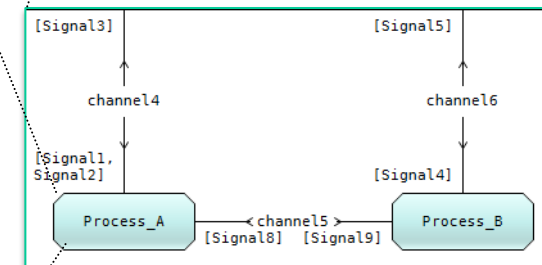 [Signal3]
[Signal5]
channel4
channel6
[Signal1,
Signal2]
[Signal4]
Process_A
channel5
Process_B
[Signal8]
[Signal9]